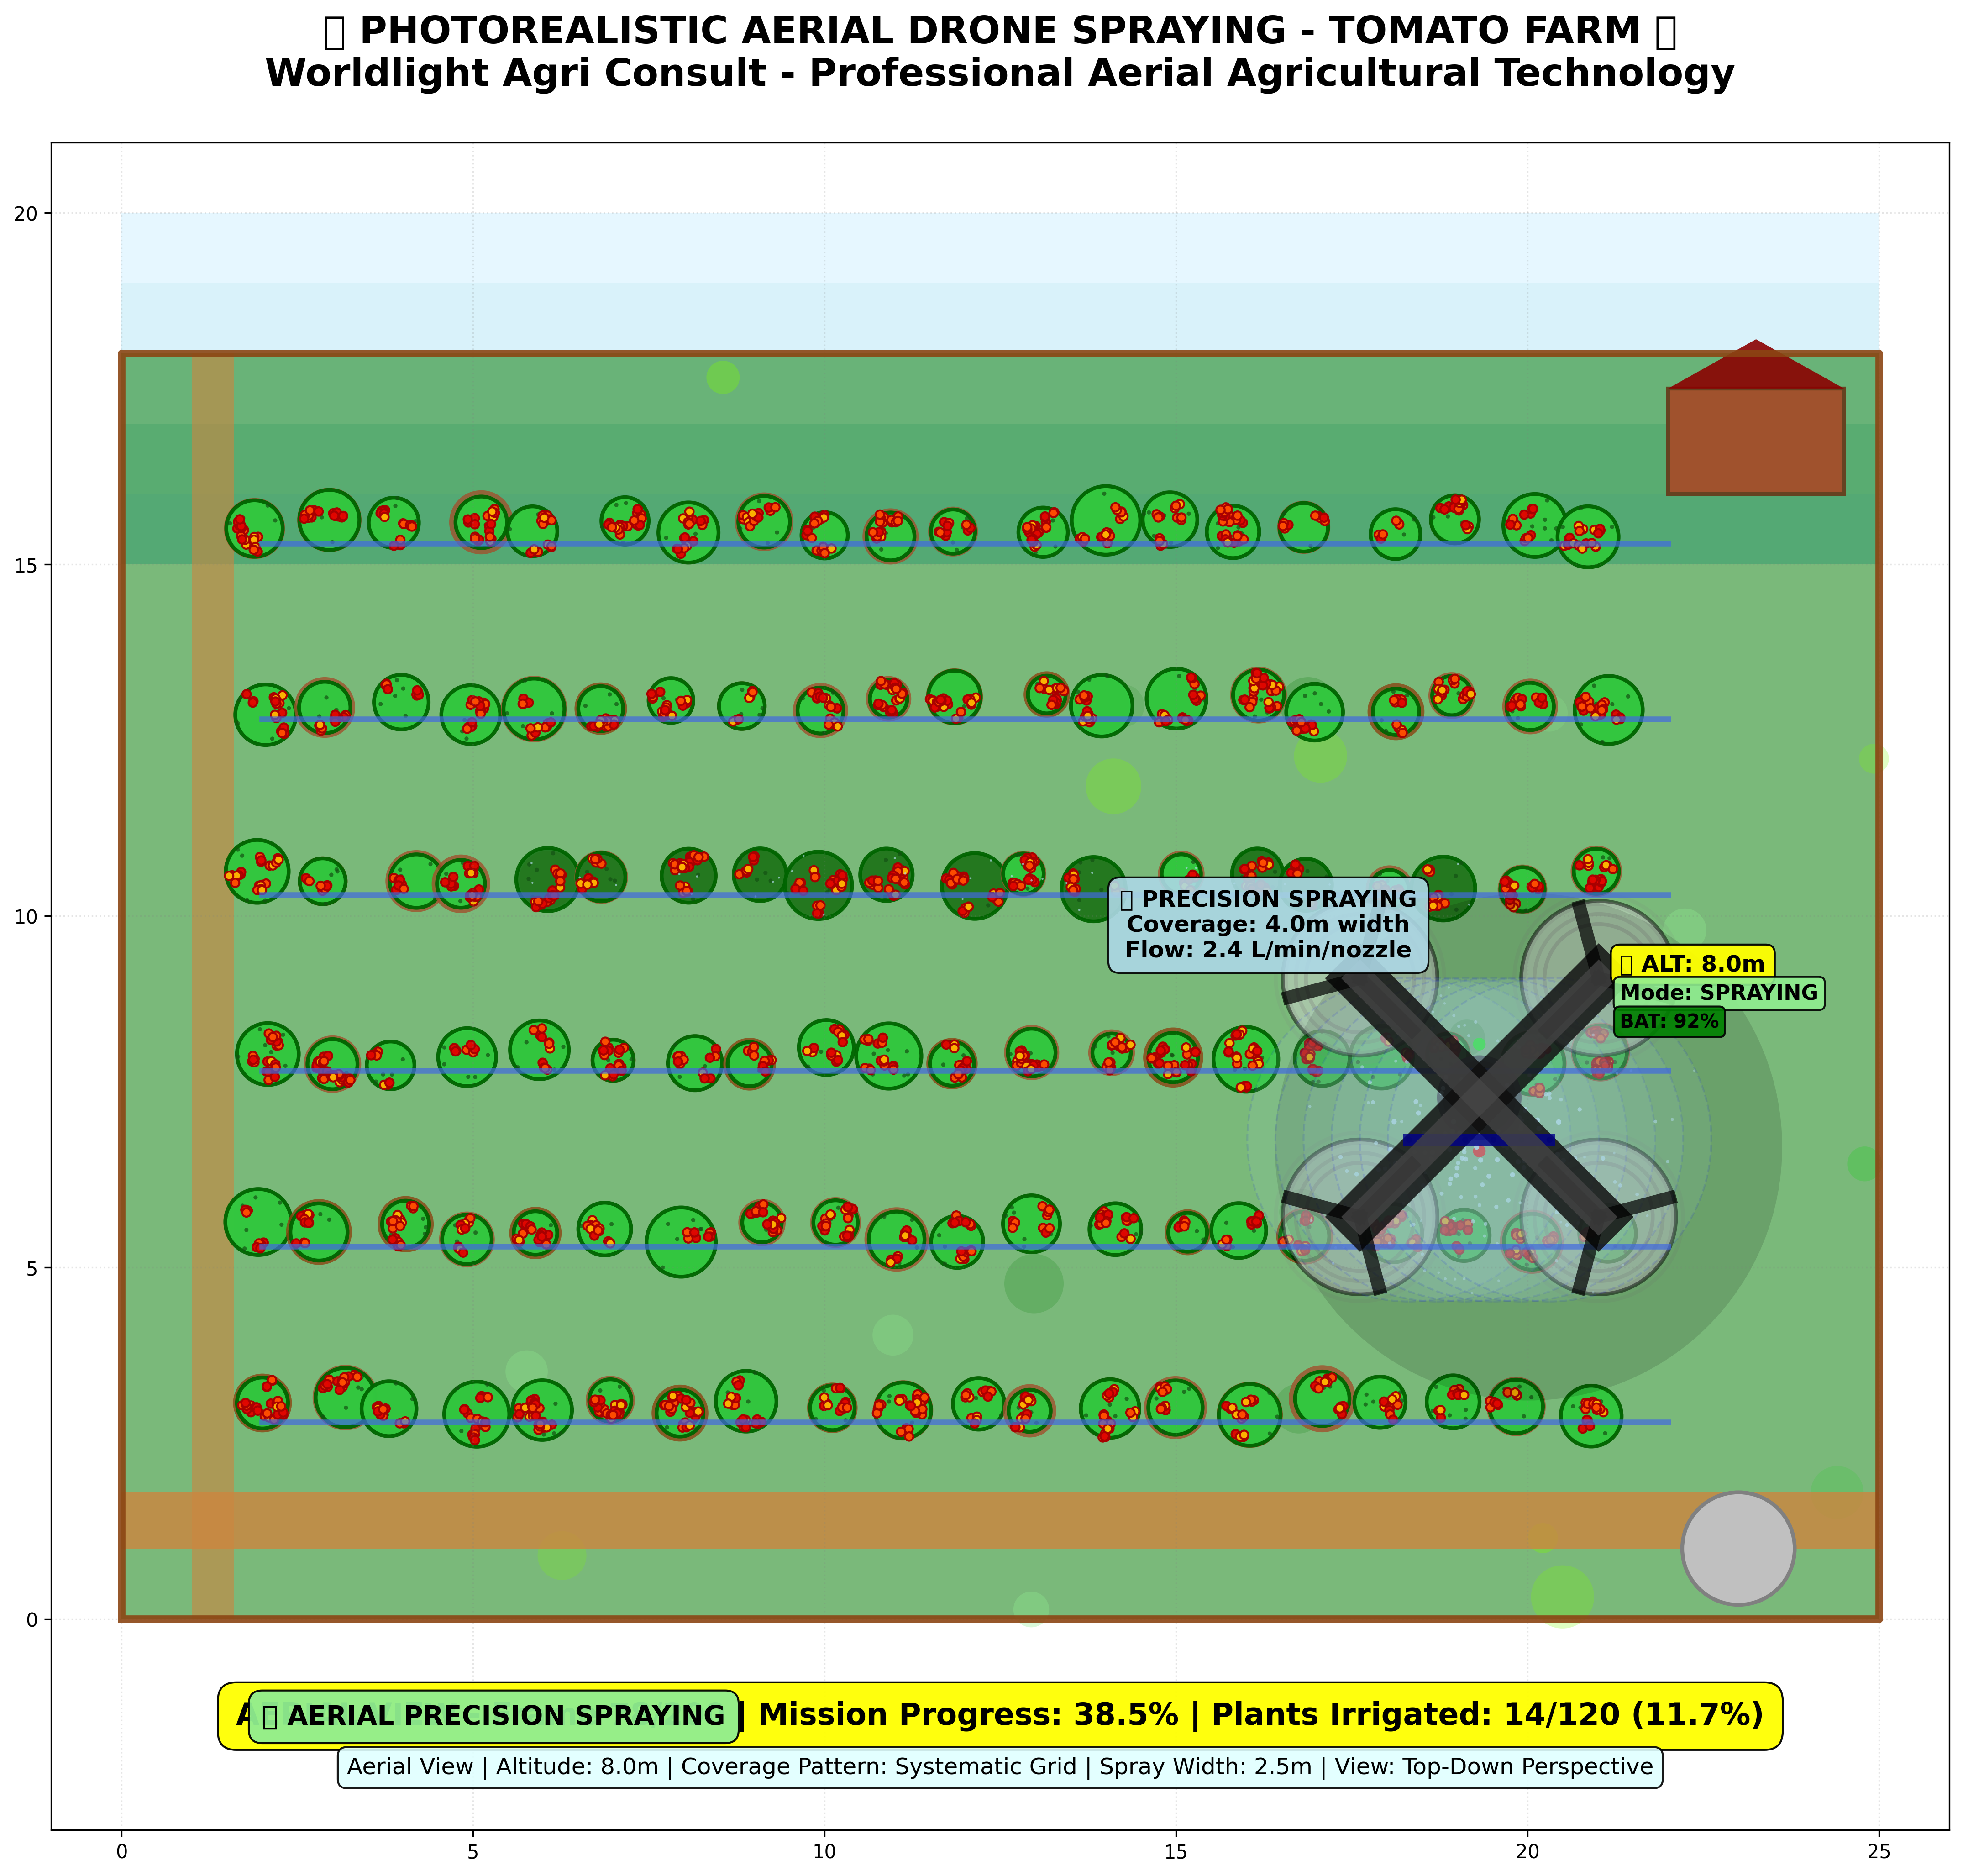 PHOTOREALISTIC AERIAL DRONE SPRAYING - TOMATO FARM
Worldlight Agri Consult - Professional Aerial Agricultural Technology
20
15
10
5
0
PRECISION SPRAYING
Coverage: 4.0m width
Flow: 2.4 L/min/nozzle
ALT: 8.0m
Mode: SPRAYING
BAT: 92%
AERIAL PRECISION SPRAYING | Mission Progress: 38.5% | Plants Irrigated: 14/120 (11.7%)
Aerial View | Altitude: 8.0m | Coverage Pattern: Systematic Grid | Spray Width: 2.5m | View: Top-Down Perspective
0 5 10 15 20 25